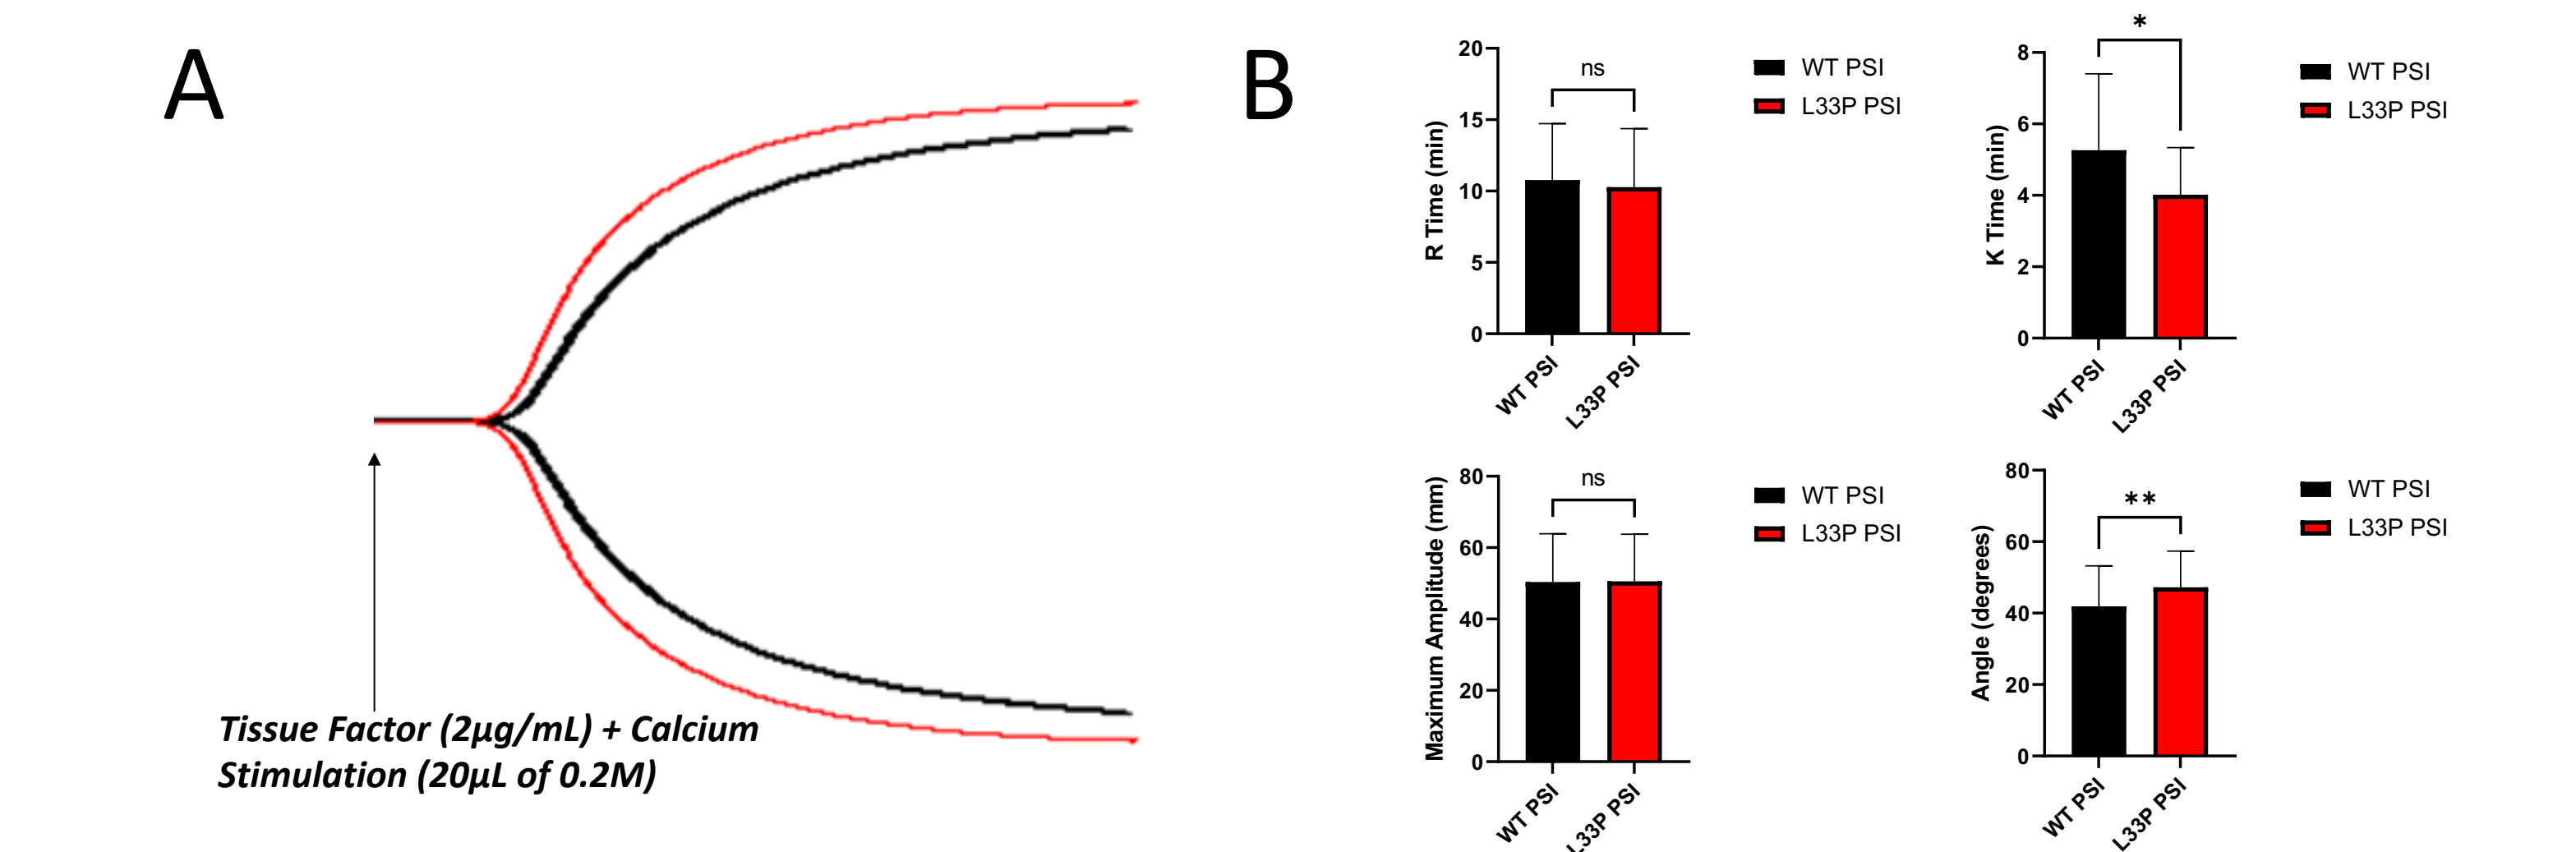 A
Tissue Factor (2µg/mL) + Calcium
Stimulation (20µL of 0.2M)
B
R Time (min)
20
15
10
5
0
ns
WT PSI
L33P PSI
WT PSI
L33P PSI
K Time (min)
8
6
4
2
0
*
WT PSI
L33P PSI
WT PSI
L33P PSI
Maximum Amplitude (mm)
80
60
40
20
0
ns
WT PSI
L33P PSI
WT PSI
L33P PSI
Angle (degrees)
80
60
40
20
0
**
WT PSI
L33P PSI
WT PSI
L33P PSI